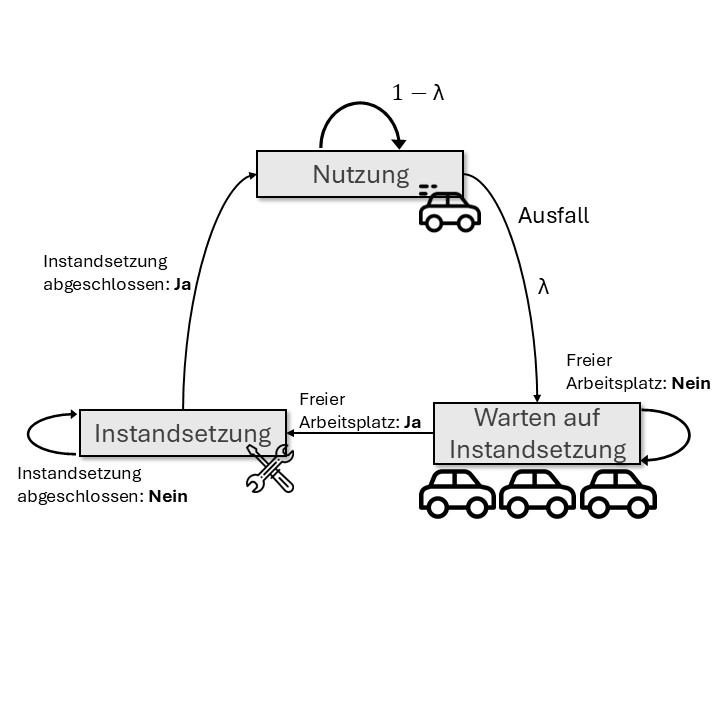 1 − λ
Nutzung
Ausfall
Instandsetzung
abgeschlossen: Ja
λ
Freier
Arbeitsplatz: Nein
Freier
Arbeitsplatz: Ja
Instandsetzung
Warten auf
Instandsetzung
Instandsetzung
abgeschlossen: Nein